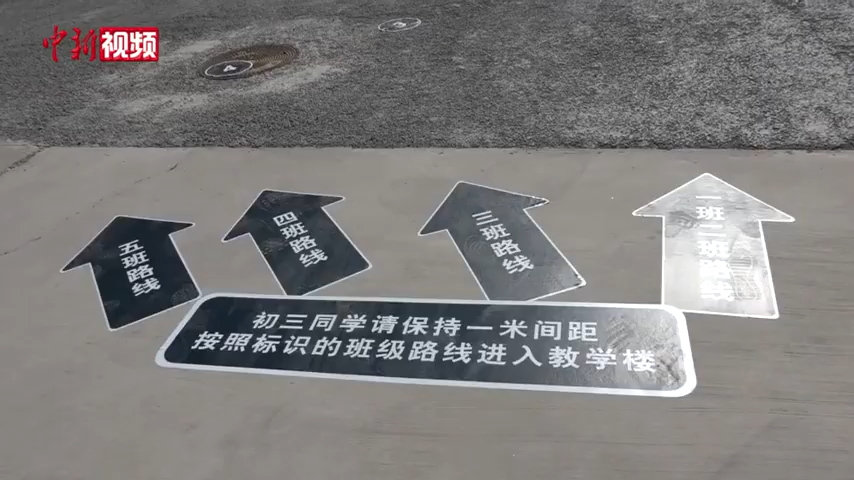 中新视频
3
4
五班路线
四班路线
三班路线
一班二班路线
初三同学请保持一米间距
按照标识的班级路线进入教学楼